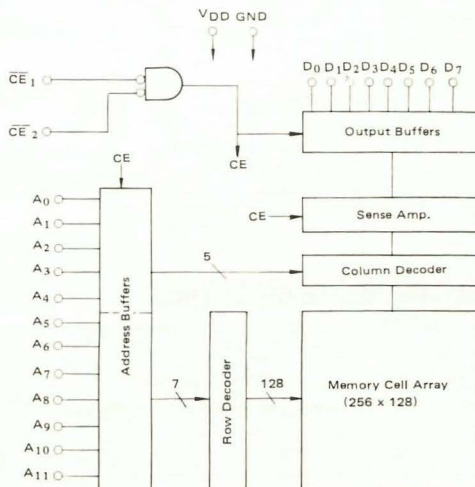 VDD GND
CE1
CE2
CE
D0 D1 D2 D3 D4 D5 D6 D7
Output Buffers
CE
Sense Amp.
CE
Column Decoder
5
A0
A1
A2
A3
A4
A5
A6
A7
A8
A9
A10
A11
Address Buffers
7
Row Decoder
128
Memory Cell Array
(256 x 128)